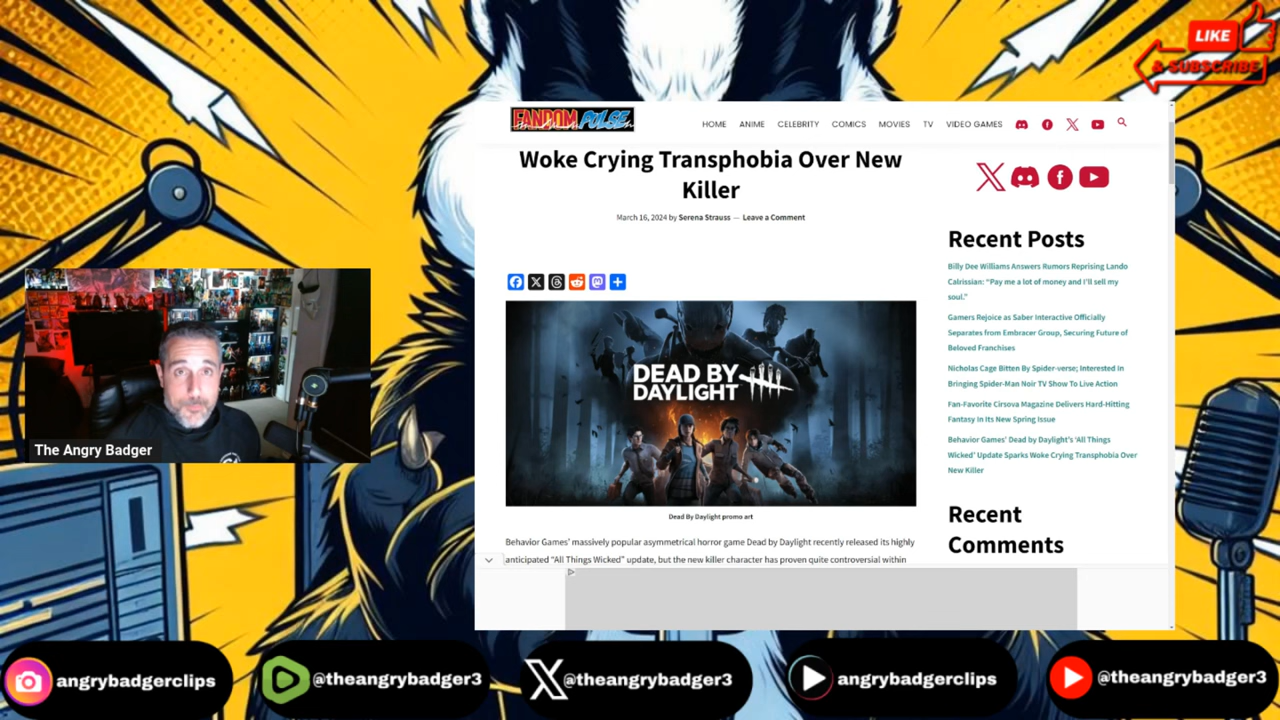 LIKE
& SUBSCRIBE
FANDOM PULSE
HOME ANIME CELEBRITY COMICS MOVIES TV VIDEO GAMES
Woke Crying Transphobia Over New
Killer
March 16, 2024 by Serena Strauss — Leave a Comment
DEAD BY
DAYLIGHT
Dead By Daylight promo art
Behavior Games’ massively popular asymmetrical horror game Dead by Daylight recently released its highly
anticipated “All Things Wicked” update, but the new killer character has proven quite controversial within
Recent Posts
Billy Dee Williams Answers Rumors Reprising Lando
Calrissian: “Pay me a lot of money and I’ll sell my
soul.”
Gamers Rejoice as Saber Interactive Officially
Separates from Embracer Group, Securing Future of
Beloved Franchises
Nicholas Cage Bitten By Spider-verse; Interested In
Bringing Spider-Man Noir TV Show To Live Action
Fan-Favorite Cirsova Magazine Delivers Hard-Hitting
Fantasy In Its New Spring Issue
Behavior Games’ Dead by Daylight’s ‘All Things
Wicked’ Update Sparks Woke Crying Transphobia Over
New Killer
Recent
Comments
The Angry Badger
angrybadgerclips
@theangrybadger3
@theangrybadger3
angrybadgerclips
@theangrybadger3